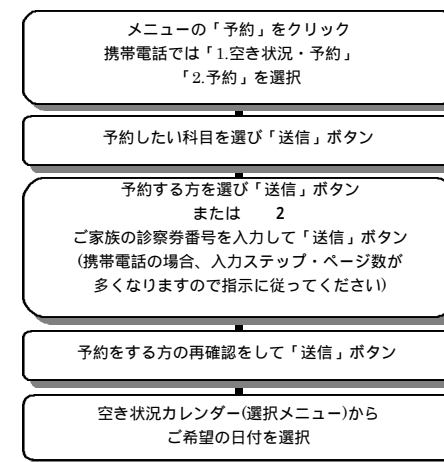 メニューの「予約」をクリック
携帯電話では「1.空き状況・予約」
「2.予約」を選択
予約したい科目を選び「送信」ボタン
予約する方を選び「送信」ボタン
または 2
ご家族の診察券番号を入力して「送信」ボタン
(携帯電話の場合、入力ステップ・ページ数が
多くなりますので指示に従ってください)
予約をする方の再確認をして「送信」ボタン
空き状況カレンダー(選択メニュー)から
ご希望の日付を選択